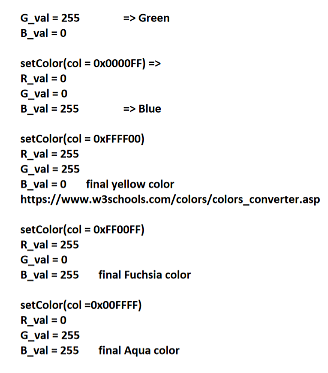 G_val = 255 => Green
B_val = 0
setColor(col = 0x0000FF) =>
R_val = 0
G_val = 0
B_val = 255 => Blue
setColor(col = 0xFFFF00)
R_val = 255
G_val = 255
B_val = 0 final yellow color
https://www.w3schools.com/colors/colors_converter.asp
setColor(col = 0xFF00FF)
R_val = 255
G_val = 0
B_val = 255 final Fuchsia color
setColor(col =0x00FFFF)
R_val = 0
G_val = 255
B_val = 255 final Aqua color